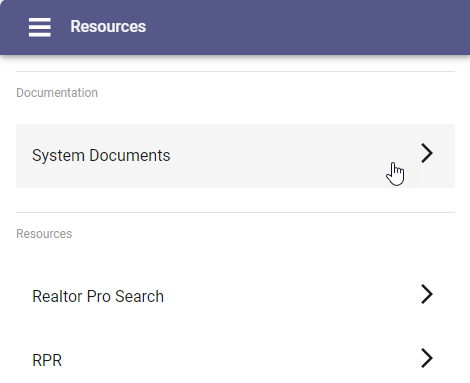 Resources
Documentation
System Documents
Resources
Realtor Pro Search
RPR